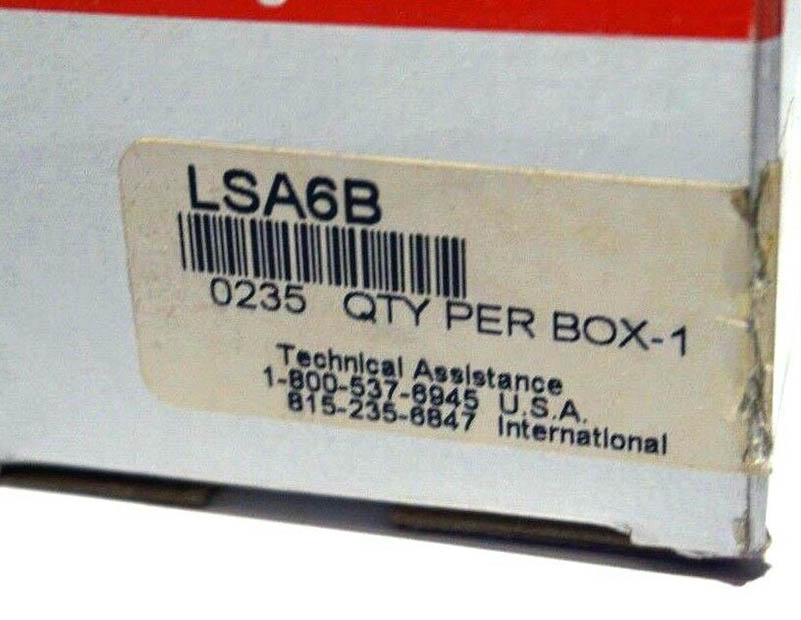 LSA6B
0235 QTY PER BOX-1
Technical Assistance
1-800-537-6945 U.S.A.
815-235-6847 International